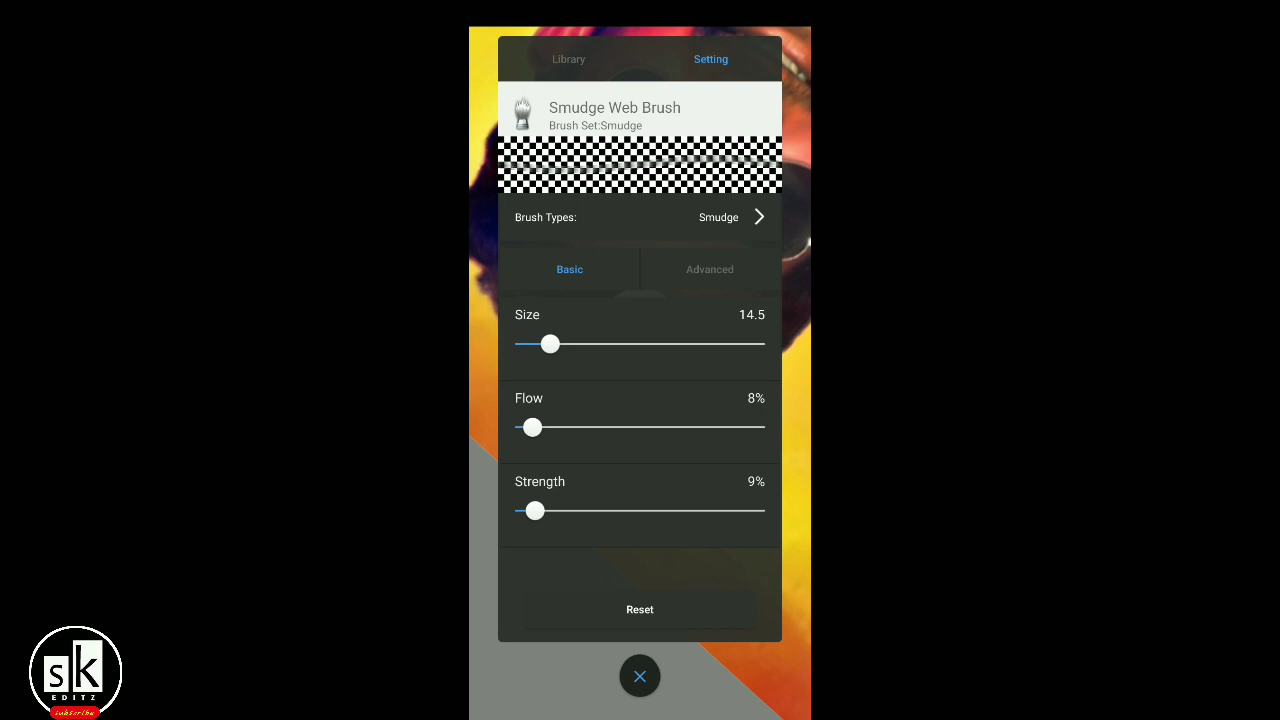 Library
Setting
Smudge Web Brush
Brush Set:Smudge
Brush Types:
Smudge
Basic
Advanced
Size
14.5
Flow
8%
Strength
9%
Reset
sk
EDITZ
subscribe